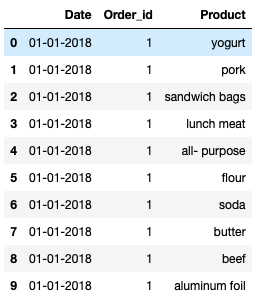 Date Order_id Product
0 01-01-2018 1 yogurt
1 01-01-2018 1 pork
2 01-01-2018 1 sandwich bags
3 01-01-2018 1 lunch meat
4 01-01-2018 1 all- purpose
5 01-01-2018 1 flour
6 01-01-2018 1 soda
7 01-01-2018 1 butter
8 01-01-2018 1 beef
9 01-01-2018 1 aluminum foil